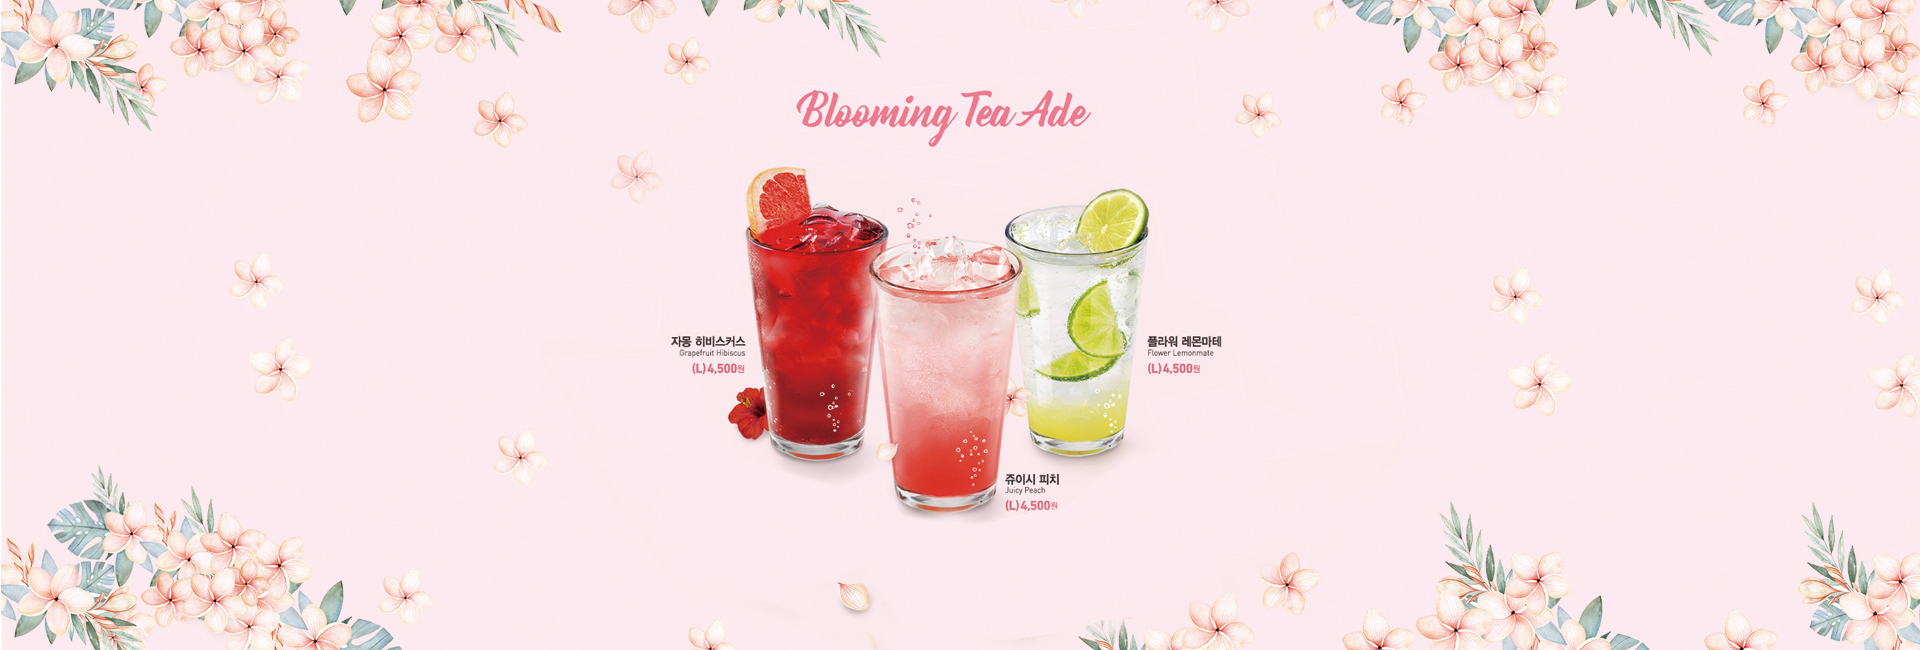 Blooming Tea Ade
자몽 히비스커스
Grapefruit Hibiscus
(L) 4,500원
플라워 레몬마테
Flower Lemonmate
(L) 4,500원
쥬이시 피치
Juicy Peach
(L) 4,500원